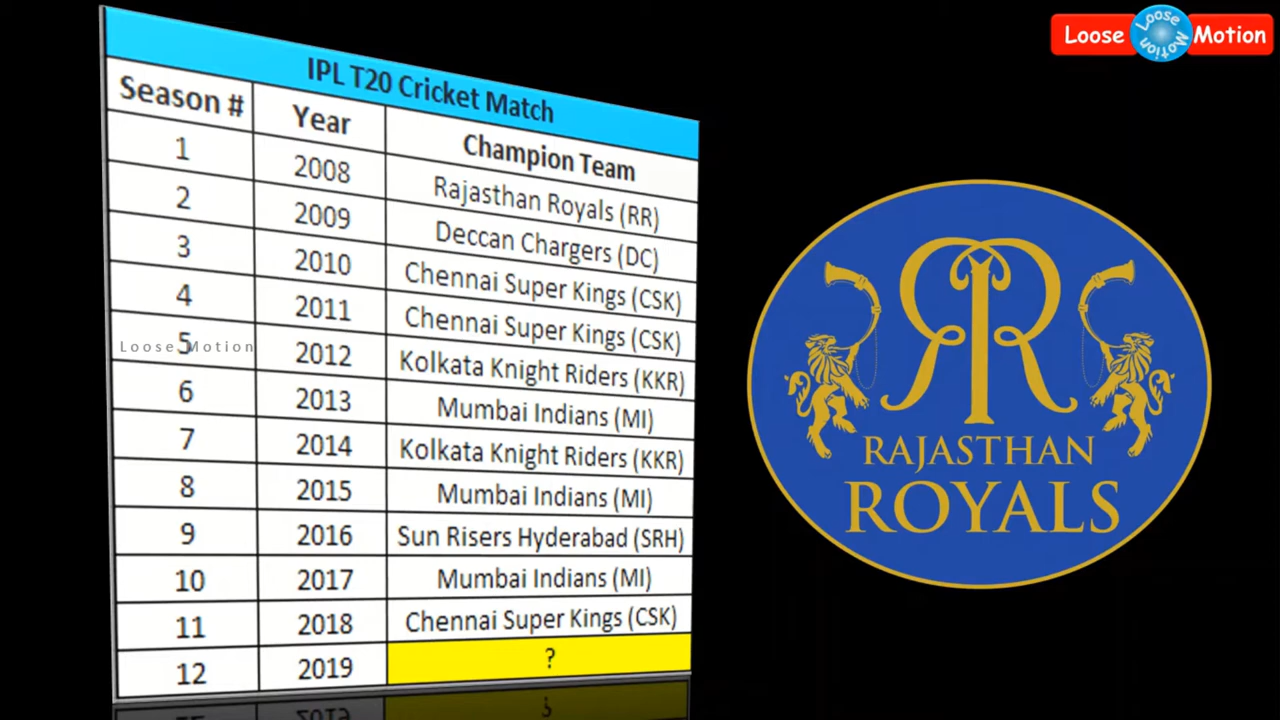 Loose Motion
Loose Motion
IPL T20 Cricket Match
Season # Year Champion Team
1 2008 Rajasthan Royals (RR)
2 2009 Deccan Chargers (DC)
3 2010 Chennai Super Kings (CSK)
4 2011 Chennai Super Kings (CSK)
5 2012 Kolkata Knight Riders (KKR)
Loose Motion
6 2013 Mumbai Indians (MI)
7 2014 Kolkata Knight Riders (KKR)
8 2015 Mumbai Indians (MI)
9 2016 Sun Risers Hyderabad (SRH)
10 2017 Mumbai Indians (MI)
11 2018 Chennai Super Kings (CSK)
12 2019 ?
RR
RAJASTHAN
ROYALS